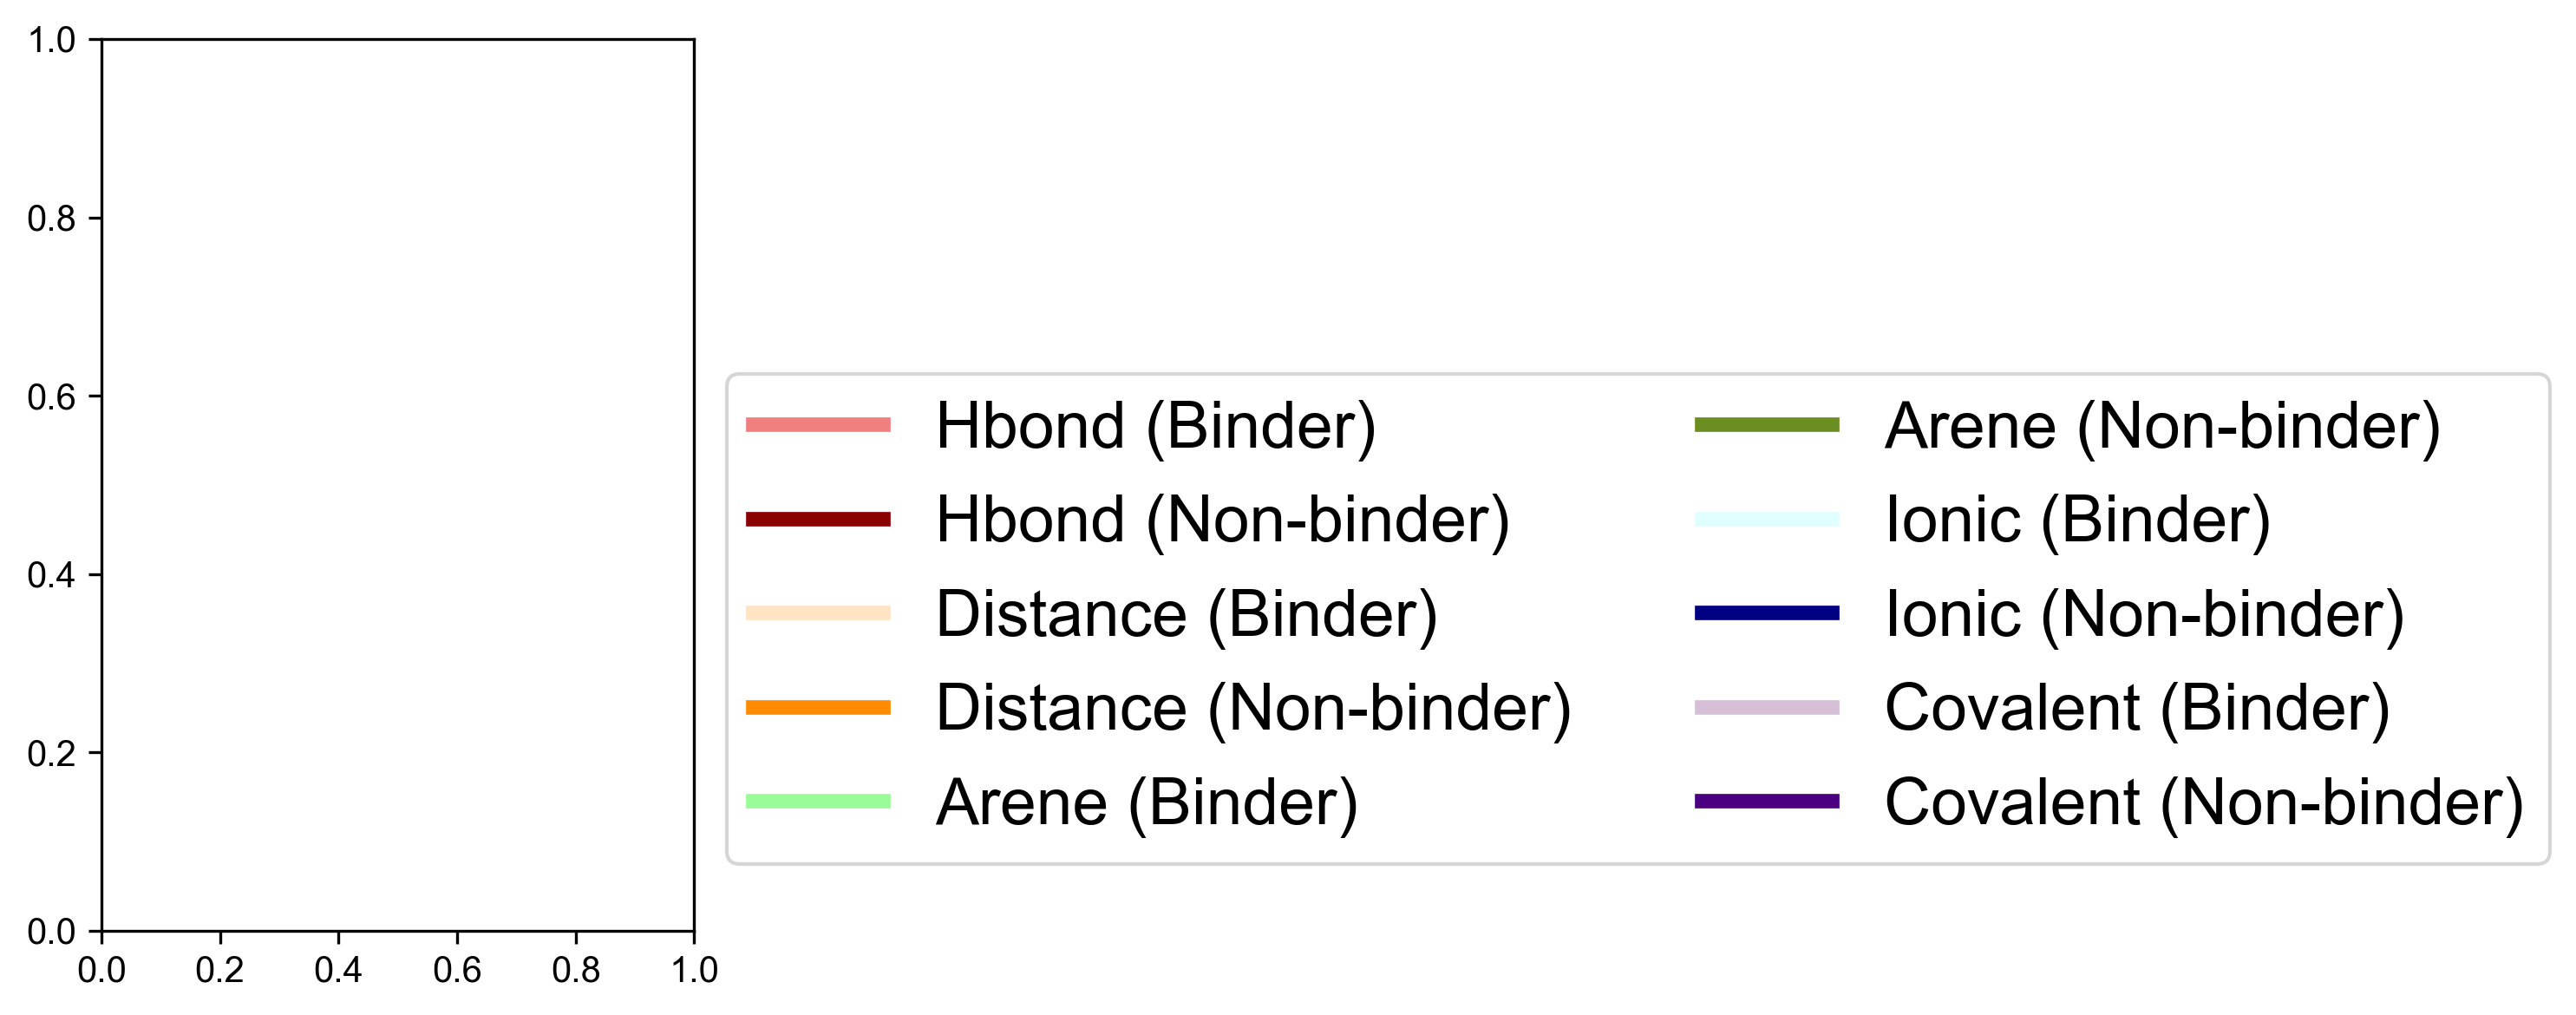 1.0
0.8
0.6
0.4
0.2
0.0
0.0 0.2 0.4 0.6 0.8 1.0
Hbond (Binder)
Hbond (Non-binder)
Distance (Binder)
Distance (Non-binder)
Arene (Binder)
Arene (Non-binder)
Ionic (Binder)
Ionic (Non-binder)
Covalent (Binder)
Covalent (Non-binder)